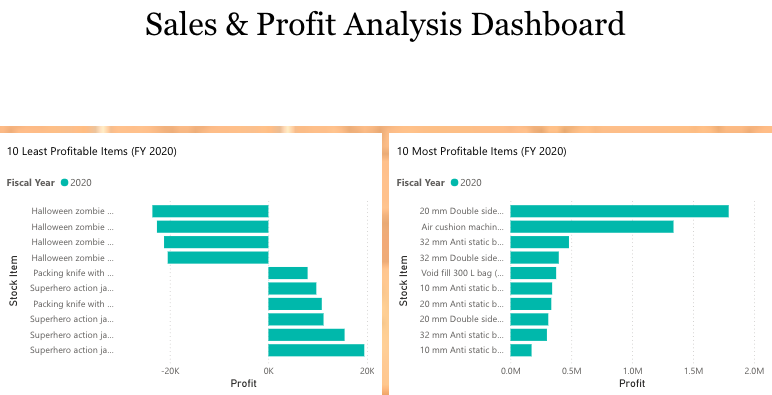 Sales & Profit Analysis Dashboard
10 Least Profitable Items (FY 2020)
Fiscal Year 2020
Stock Item
Halloween zombie ...
Halloween zombie ...
Halloween zombie ...
Halloween zombie ...
Packing knife with ...
Superhero action ja...
Packing knife with ...
Superhero action ja...
Superhero action ja...
Superhero action ja...
-20K 0K 20K
Profit
10 Most Profitable Items (FY 2020)
Fiscal Year 2020
Stock Item
20 mm Double side...
Air cushion machin...
32 mm Anti static b...
32 mm Double side...
Void fill 300 L bag (...
10 mm Anti static b...
20 mm Anti static b...
20 mm Double side...
32 mm Anti static b...
10 mm Anti static b...
0.0M 0.5M 1.0M 1.5M 2.0M
Profit